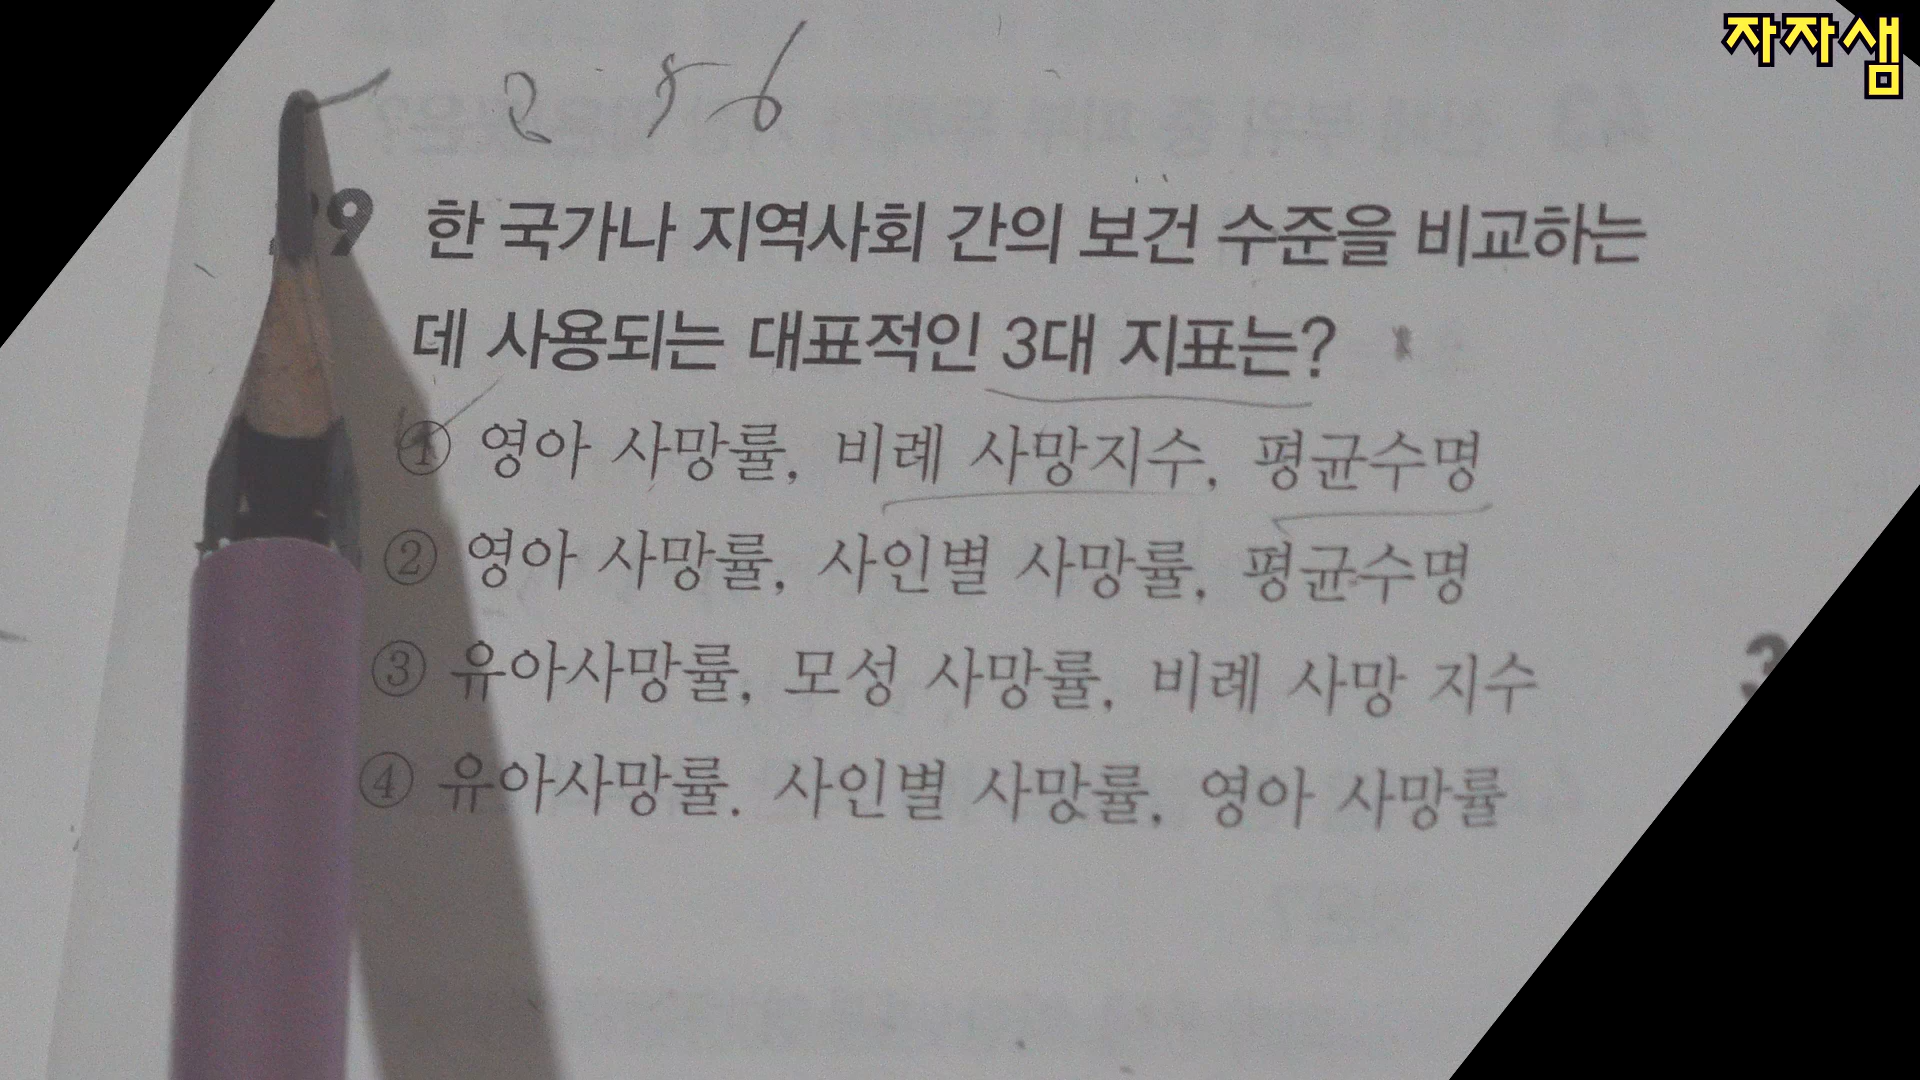 자자샘
2 5 6
9 한 국가나 지역사회 간의 보건 수준을 비교하는
데 사용되는 대표적인 3대 지표는?
① 영아 사망률, 비례 사망지수, 평균수명
② 영아 사망률, 사인별 사망률, 평균수명
③ 유아사망률, 모성 사망률, 비례 사망 지수
④ 유아사망률. 사인별 사망률, 영아 사망률
3